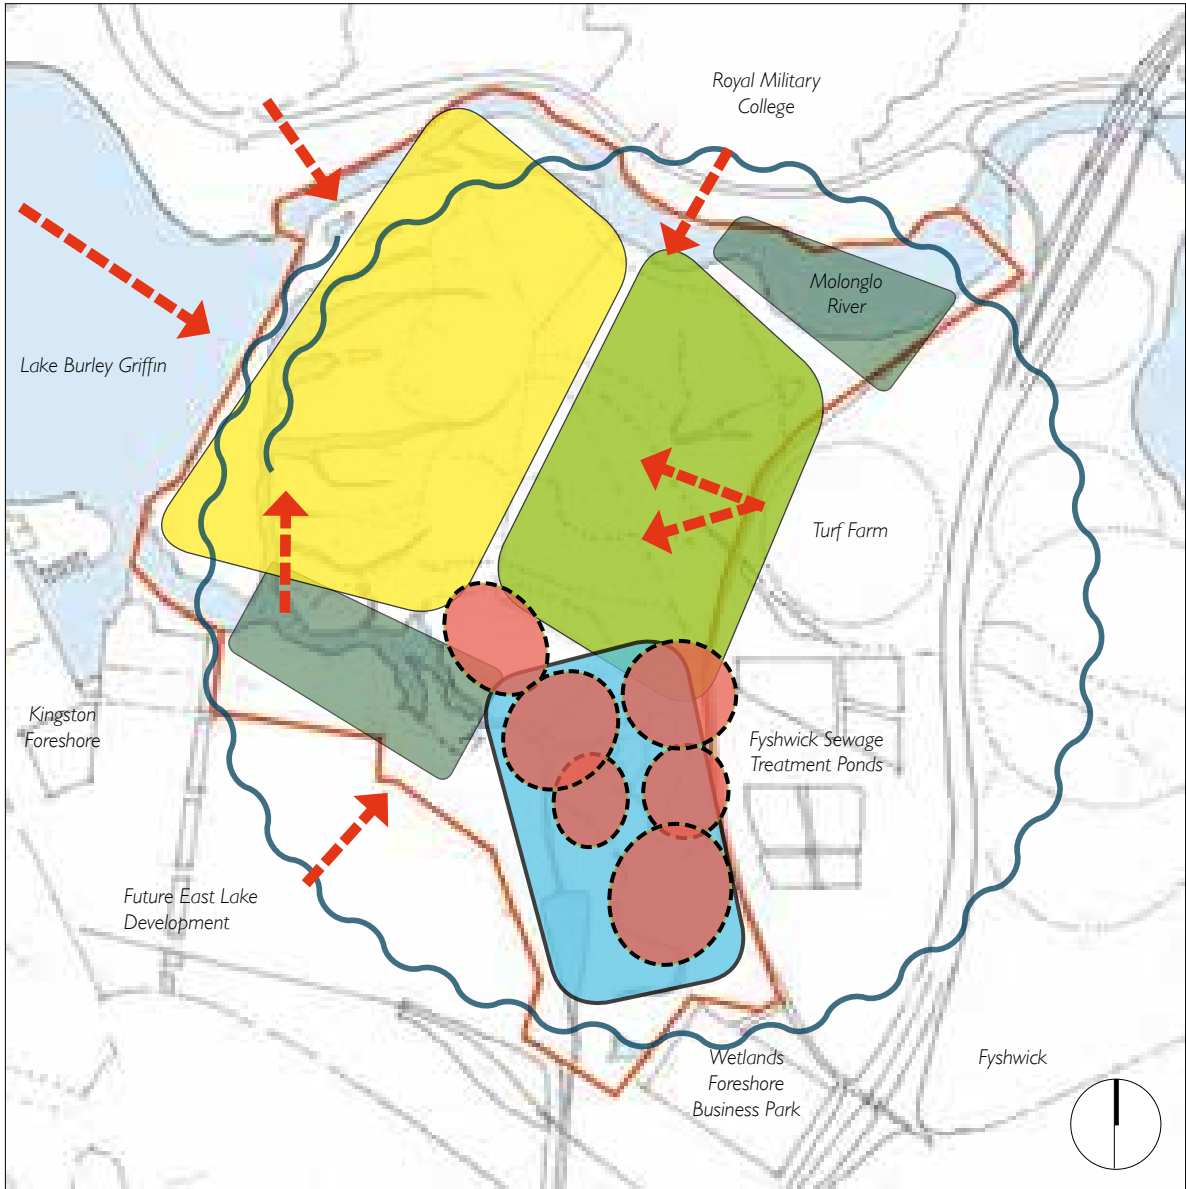 Royal Military
College
Molonglo
River
Lake Burley Griffin
Turf Farm
Kingston
Foreshore
Fyshwick Sewage
Treatment Ponds
Future East Lake
Development
Wetlands
Foreshore
Business Park
Fyshwick